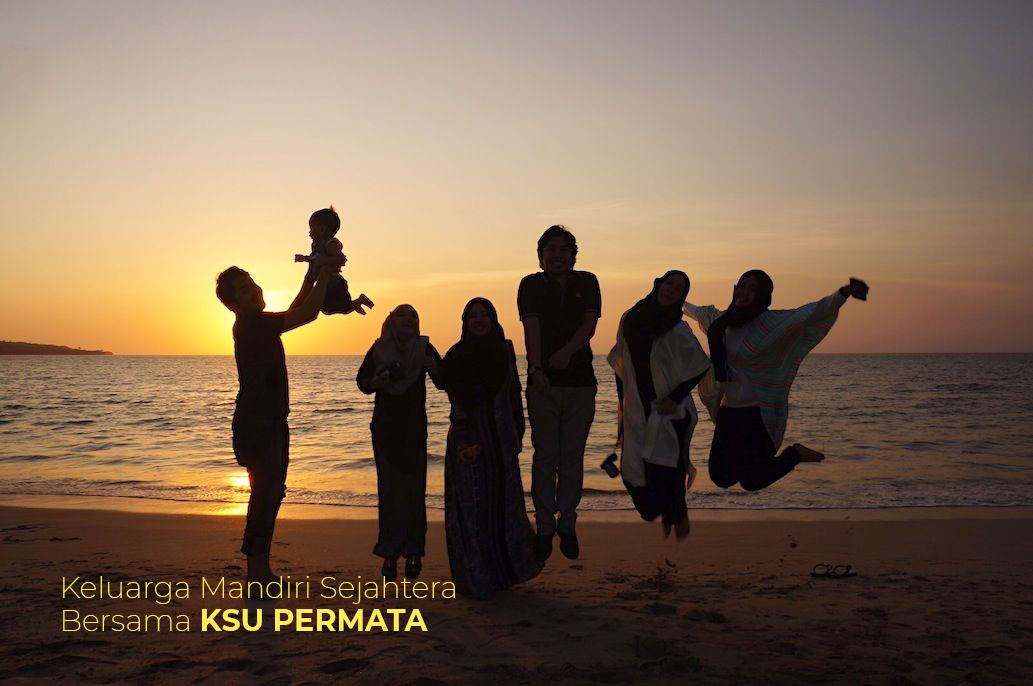 Keluarga Mandiri Sejahtera
Bersama KSU PERMATA